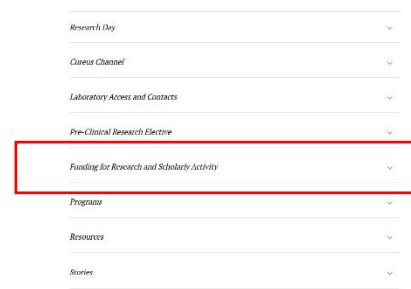 Research Day
Cureus Channel
Laboratory Access and Contacts
Pre-Clinical Research Elective
Funding for Research and Scholarly Activity
Programs
Resources
Stories